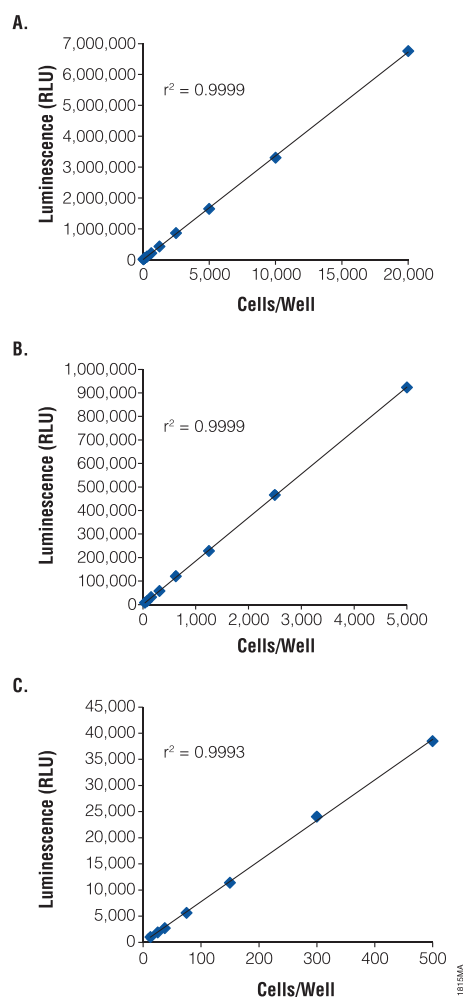 A.
7,000,000
6,000,000
5,000,000
4,000,000
3,000,000
2,000,000
1,000,000
0
Luminescence (RLU)
r² = 0.9999
0 5,000 10,000 15,000 20,000
Cells/Well
B.
1,000,000
900,000
800,000
700,000
600,000
500,000
400,000
300,000
200,000
100,000
0
Luminescence (RLU)
r² = 0.9999
0 1,000 2,000 3,000 4,000 5,000
Cells/Well
C.
45,000
40,000
35,000
30,000
25,000
20,000
15,000
10,000
5,000
0
Luminescence (RLU)
r² = 0.9993
0 100 200 300 400 500
Cells/Well
1815MA